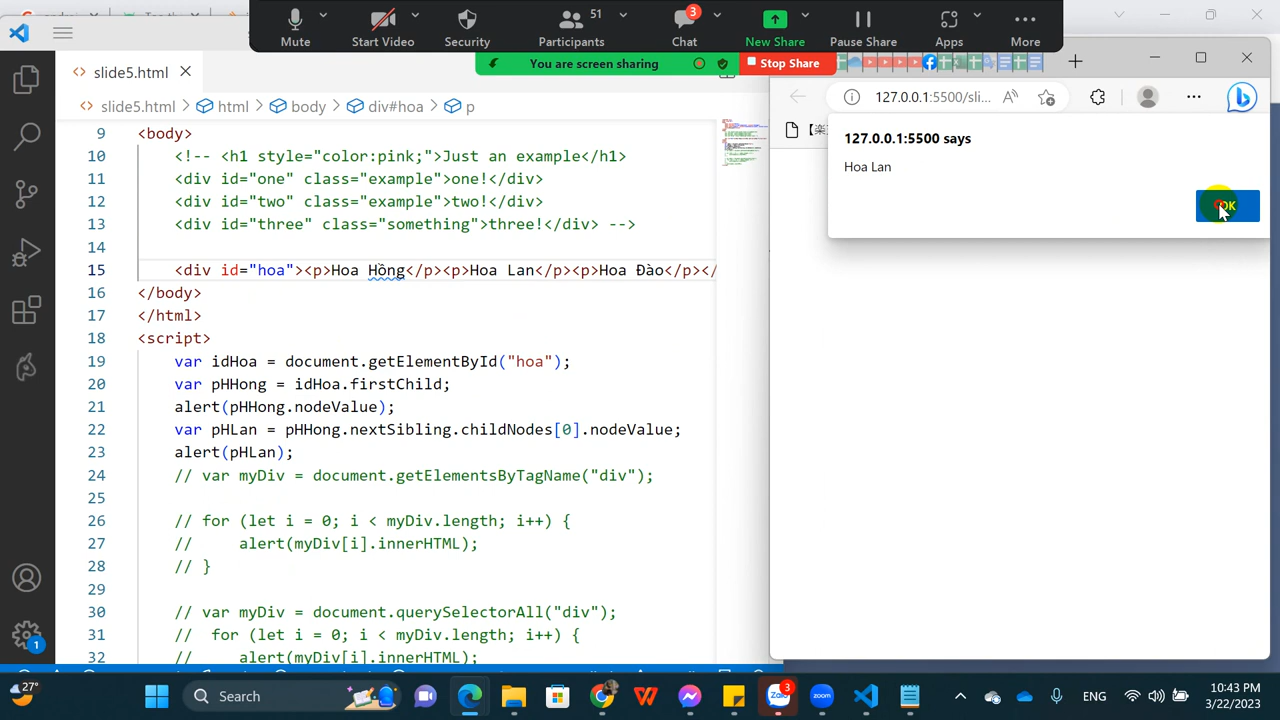 Mute
Start Video
Security
51
Participants
3
Chat
New Share
Pause Share
Apps
More
You are screen sharing
Stop Share
slide5.html
slide5.html > html > body > div#hoa > p
127.0.0.1:5500/sli...
127.0.0.1:5500 says
Hoa Lan
OK
9 <body>
10 <!-- <h1 style="color:pink;">Just an example</h1>
11 <div id="one" class="example">one!</div>
12 <div id="two" class="example">two!</div>
13 <div id="three" class="something">three!</div> -->
14
15 <div id="hoa"><p>Hoa Hồng</p><p>Hoa Lan</p><p>Hoa Đào</p></
16 </body>
17 </html>
18 <script>
19 var idHoa = document.getElementById("hoa");
20 var pHHong = idHoa.firstChild;
21 alert(pHHong.nodeValue);
22 var pHLan = pHHong.nextSibling.childNodes[0].nodeValue;
23 alert(pHLan);
24 // var myDiv = document.getElementsByTagName("div");
25
26 // for (let i = 0; i < myDiv.length; i++) {
27 //     alert(myDiv[i].innerHTML);
28 // }
29
30 // var myDiv = document.querySelectorAll("div");
31 //  for (let i = 0; i < myDiv.length; i++) {
32 //     alert(myDiv[i].innerHTML);
1
27°
Search
Zalo
3
zoom
ENG
10:43 PM
3/22/2023